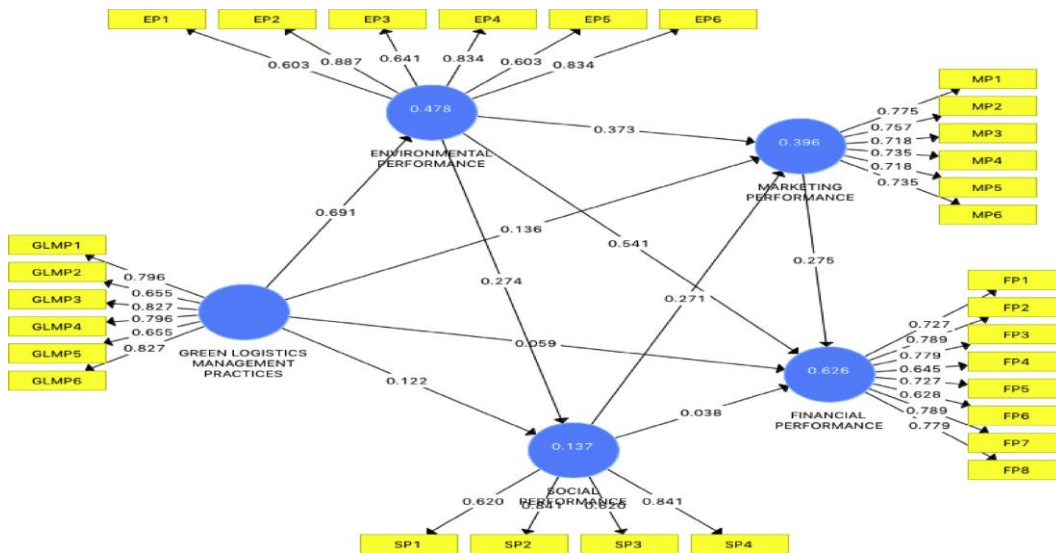 EP1
EP2
EP3
EP4
EP5
EP6
0.603
0.887
0.641
0.834
0.603
0.834
0.478
ENVIRONMENTAL
PERFORMANCE
0.373
MP1
MP2
MP3
MP4
MP5
MP6
0.775
0.757
0.718
0.735
0.718
0.735
0.396
MARKETING
PERFORMANCE
0.691
0.136
0.541
0.274
0.271
0.275
GLMP1
GLMP2
GLMP3
GLMP4
GLMP5
GLMP6
0.796
0.655
0.827
0.796
0.655
0.827
GREEN LOGISTICS
MANAGEMENT
PRACTICES
0.059
0.122
0.038
FP1
FP2
FP3
FP4
FP5
FP6
FP7
FP8
0.727
0.789
0.779
0.645
0.727
0.628
0.789
0.779
0.626
FINANCIAL
PERFORMANCE
0.137
SOCIAL
PERFORMANCE
0.620
0.841
0.620
0.841
SP1
SP2
SP3
SP4